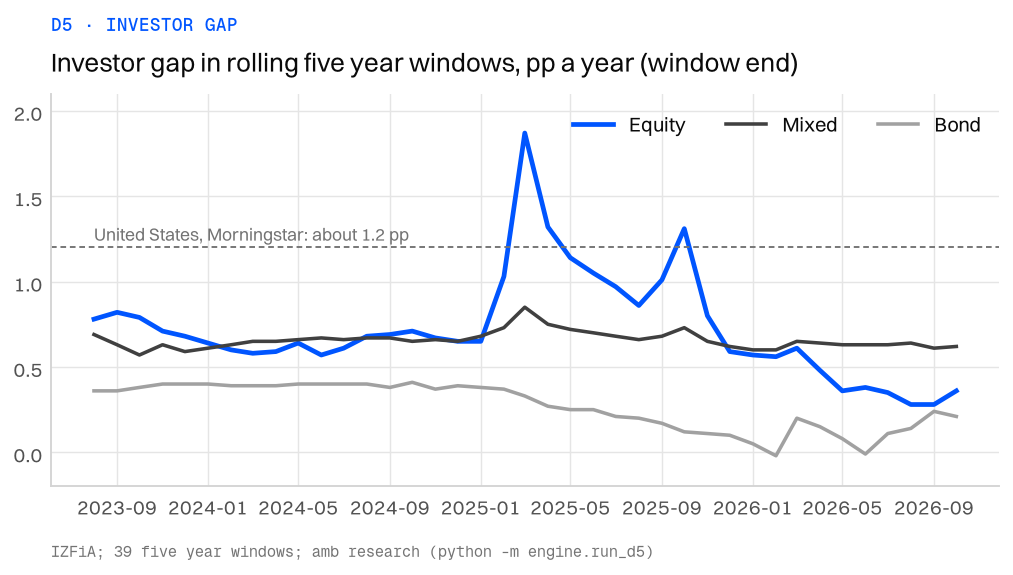 D5 · INVESTOR GAP
Investor gap in rolling five year windows, pp a year (window end)
2.0
Equity Mixed Bond
1.5
United States, Morningstar: about 1.2 pp
1.0
0.5
0.0
2023-09 2024-01 2024-05 2024-09 2025-01 2025-05 2025-09 2026-01 2026-05 2026-09
IZFiA; 39 five year windows; amb research (python -m engine.run_d5)